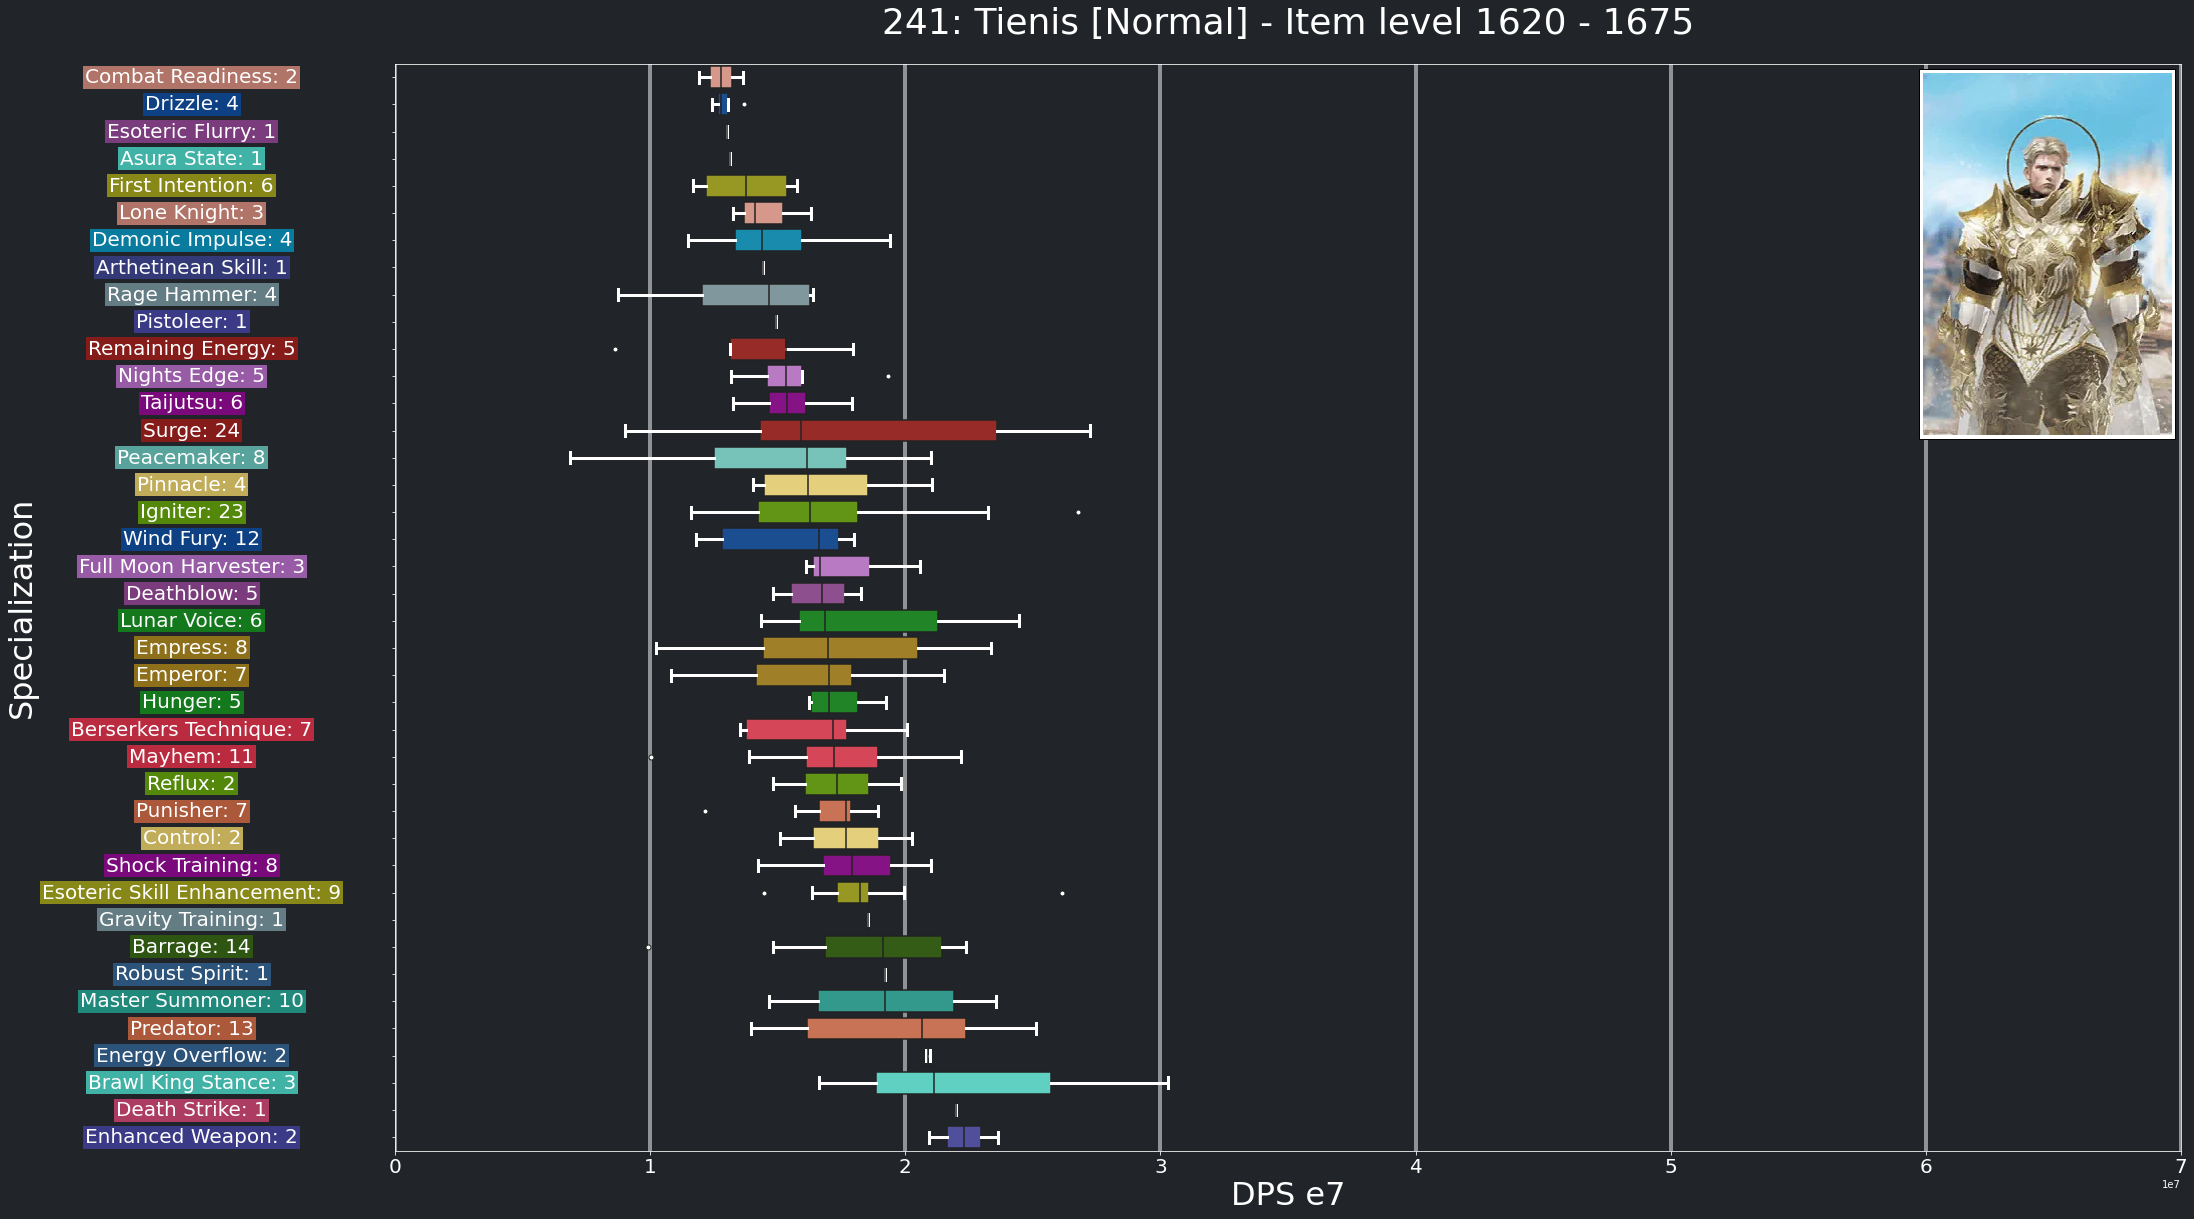 241: Tienis [Normal] - Item level 1620 - 1675
Combat Readiness: 2
Drizzle: 4
Esoteric Flurry: 1
Asura State: 1
First Intention: 6
Lone Knight: 3
Demonic Impulse: 4
Arthetinean Skill: 1
Rage Hammer: 4
Pistoleer: 1
Remaining Energy: 5
Nights Edge: 5
Taijutsu: 6
Surge: 24
Peacemaker: 8
Pinnacle: 4
Igniter: 23
Wind Fury: 12
Full Moon Harvester: 3
Deathblow: 5
Lunar Voice: 6
Empress: 8
Emperor: 7
Hunger: 5
Berserkers Technique: 7
Mayhem: 11
Reflux: 2
Punisher: 7
Control: 2
Shock Training: 8
Esoteric Skill Enhancement: 9
Gravity Training: 1
Barrage: 14
Robust Spirit: 1
Master Summoner: 10
Predator: 13
Energy Overflow: 2
Brawl King Stance: 3
Death Strike: 1
Enhanced Weapon: 2
Specialization
0 1 2 3 4 5 6 7
DPS e7
1e7